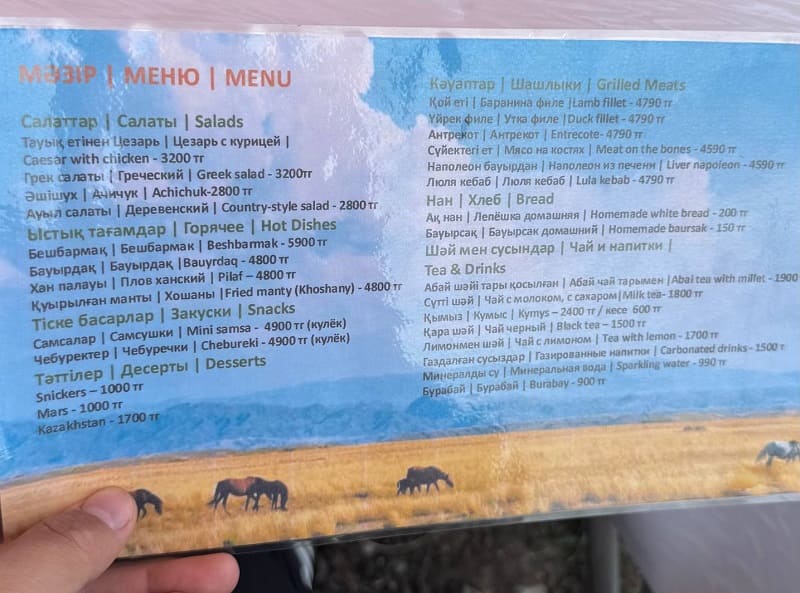 МӘЗІР | МЕНЮ | MENU
Салаттар | Салаты | Salads
Тауық етінен Цезарь | Цезарь с курицей |
Caesar with chicken - 3200 тг
Грек салаты | Греческий | Greek salad - 3200тг
Әшішух | Ачичук | Achichuk-2800 тг
Ауыл салаты | Деревенский | Country-style salad - 2800 тг
Ыстық тағамдар | Горячее | Hot Dishes
Бешбармақ | Бешбармак | Beshbarmak - 5900 тг
Бауырдақ | Бауырдақ |Bauyrdaq - 4800 тг
Хан палауы | Плов ханский | Pilaf – 4800 тг
Қуырылған манты | Хошаны |Fried manty (Khoshany) - 4800 тг
Тіске басарлар | Закуски | Snacks
Самсалар | Самсушки | Mini samsa - 4900 тг (кулёк)
Чебуректер | Чебуречки | Chebureki - 4900 тг (кулёк)
Тәттілер | Десерты | Desserts
Snickers – 1000 тг
Mars - 1000 тг
Kazakhstan - 1700 тг
Кәуаптар | Шашлыки | Grilled Meats
Қой еті | Баранина филе |Lamb fillet - 4790 тг
Үйрек филе | Утка филе |Duck fillet - 4790 тг
Антрекот | Антрекот | Entrecote- 4790 тг
Сүйектегі ет | Мясо на костях | Meat on the bones - 4590 тг
Наполеон бауырдан | Наполеон из печени | Liver napoleon - 4590 тг
Люля кебаб | Люля кебаб | Lula kebab - 4790 тг
Нан | Хлеб | Bread
Ақ нан | Лепёшка домашняя | Homemade white bread - 200 тг
Бауырсақ | Бауырсак домашний | Homemade baursak - 150 тг
Шәй мен сусындар | Чай и напитки |
Tea & Drinks
Абай шәйі тары қосылған | Абай чай тарымен |Abai tea with millet - 1900
Сүтті шәй | Чай с молоком, с сахаром|Milk tea- 1800 тг
Қымыз | Кумыс | Kymys – 2400 тг / кесе 600 тг
Қара шәй | Чай черный | Black tea – 1500 тг
Лимонмен шәй | Чай с лимоном | Tea with lemon - 1700 тг
Газдалған сусыздар | Газированные напитки | Carbonated drinks - 1500 т
Минералды су | Минеральная вода | Sparkling water - 990 тг
Бурабай | Бурабай | Burabay - 900 тг